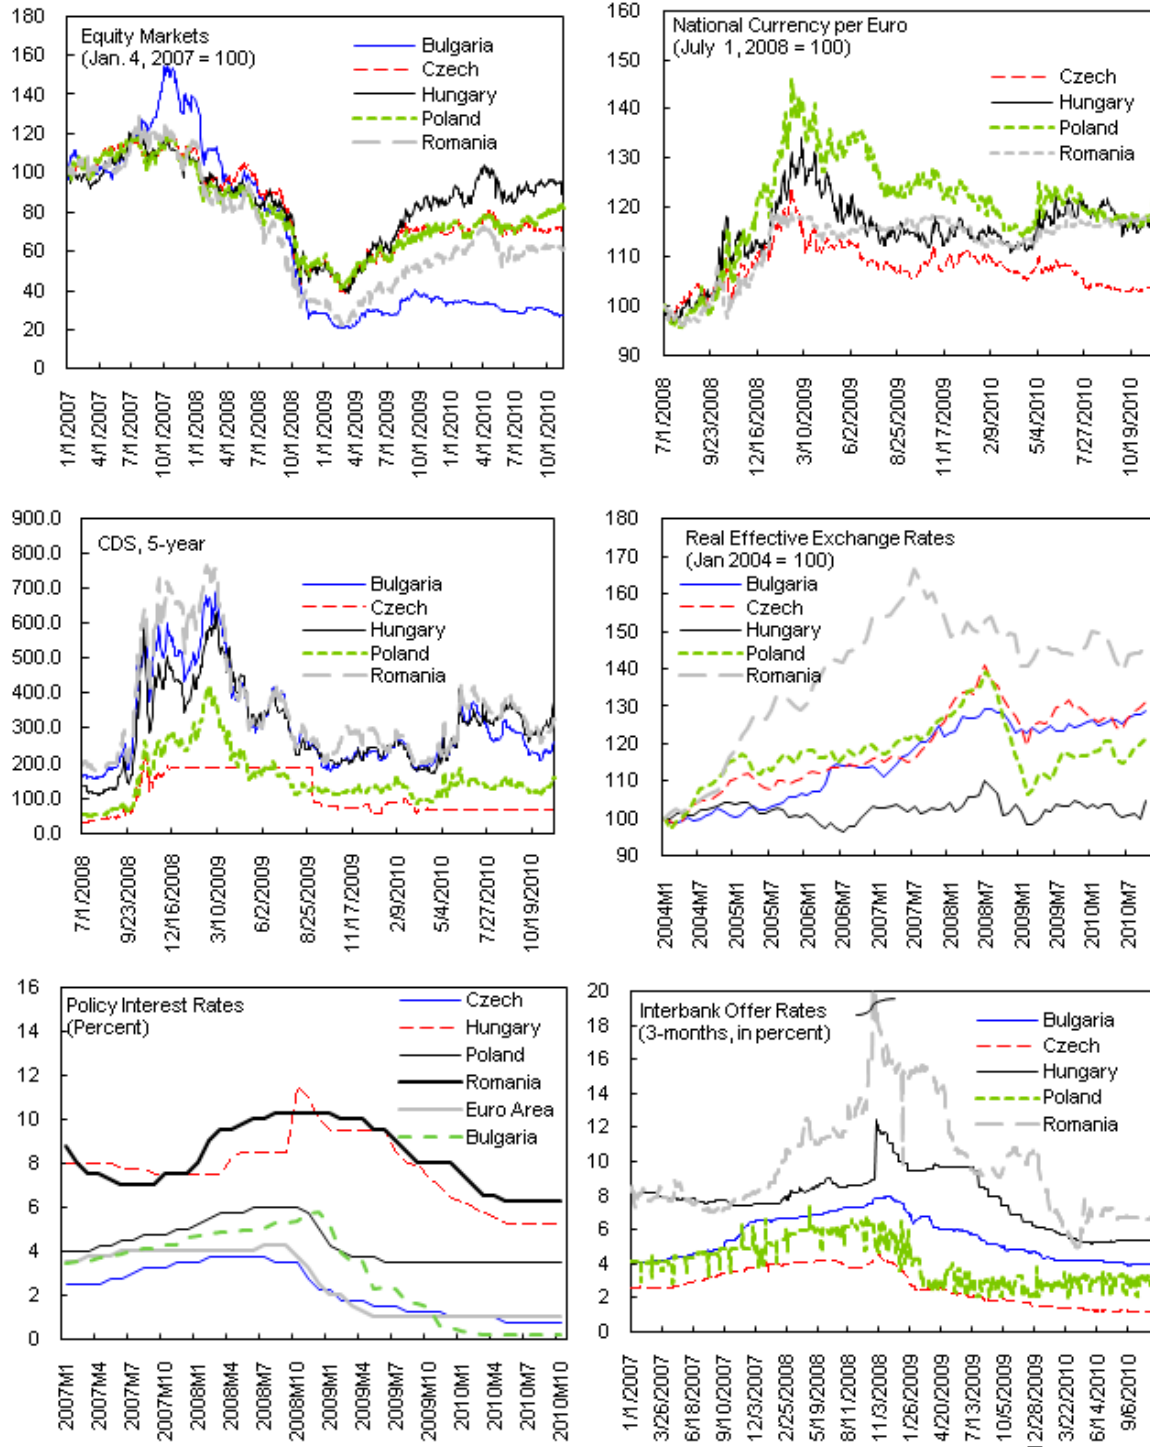 Equity Markets
(Jan. 4, 2007 = 100)
Bulgaria
Czech
Hungary
Poland
Romania
180
160
140
120
100
80
60
40
20
0
1/1/2007
4/1/2007
7/1/2007
10/1/2007
1/1/2008
4/1/2008
7/1/2008
10/1/2008
1/1/2009
4/1/2009
7/1/2009
10/1/2009
1/1/2010
4/1/2010
7/1/2010
10/1/2010
National Currency per Euro
(July 1, 2008 = 100)
Czech
Hungary
Poland
Romania
160
150
140
130
120
110
100
90
7/1/2008
9/23/2008
12/16/2008
3/10/2009
6/2/2009
8/25/2009
11/17/2009
2/9/2010
5/4/2010
7/27/2010
10/19/2010
CDS, 5-year
Bulgaria
Czech
Hungary
Poland
Romania
900.0
800.0
700.0
600.0
500.0
400.0
300.0
200.0
100.0
0.0
7/1/2008
9/23/2008
12/16/2008
3/10/2009
6/2/2009
8/25/2009
11/17/2009
2/9/2010
5/4/2010
7/27/2010
10/19/2010
Real Effective Exchange Rates
(Jan 2004 = 100)
Bulgaria
Czech
Hungary
Poland
Romania
180
170
160
150
140
130
120
110
100
90
2004M1
2004M7
2005M1
2005M7
2006M1
2006M7
2007M1
2007M7
2008M1
2008M7
2009M1
2009M7
2010M1
2010M7
Policy Interest Rates
(Percent)
Czech
Hungary
Poland
Romania
Euro Area
Bulgaria
16
14
12
10
8
6
4
2
0
2007M1
2007M4
2007M7
2007M10
2008M1
2008M4
2008M7
2008M10
2009M1
2009M4
2009M7
2009M10
2010M1
2010M4
2010M7
2010M10
Interbank Offer Rates
(3-months, in percent)
Bulgaria
Czech
Hungary
Poland
Romania
20
18
16
14
12
10
8
6
4
2
0
1/1/2007
3/26/2007
6/18/2007
9/10/2007
12/3/2007
2/25/2008
5/19/2008
8/11/2008
11/3/2008
1/26/2009
4/20/2009
7/13/2009
10/5/2009
12/28/2009
3/22/2010
6/14/2010
9/6/2010